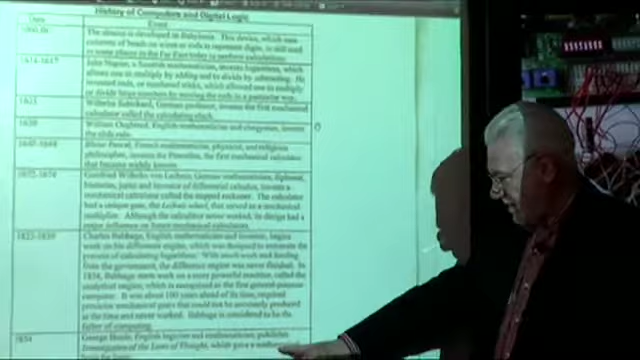 History of Computers and Digital Logic
Date
Event
The abacus is developed in Babylonia. This device, which uses
columns of beads on wires or rods to represent digits, is still used
in some places in the Far East today to perform calculations.
1614-1617
John Napier, a Scottish mathematician, invents logarithms, which
allows one to multiply by adding and to divide by subtracting. He
invented rods, or numbered sticks, which allowed one to multiply
or divide large numbers by moving the rods in a particular way.
1623
Wilhelm Schickard, German professor, invents the first mechanical
calculator called the calculating clock.
1630
William Oughtred, English mathematician and clergyman, invents
the slide rule.
Blaise Pascal, French mathematician, physicist, and religious
philosopher, invents the Pascaline, the first mechanical calculator
that became widely known.
1672-1674
Gottfried Wilhelm von Leibniz, German mathematician, diplomat,
historian, jurist and inventor of differential calculus, invents a
mechanical calculator called the stepped reckoner. The
calculator had a unique gear, the Leibniz wheel, that served as a mechanical
multiplier. Although the calculator never worked, its design had a
major influence on future mechanical calculators.
1823-1839
Charles Babbage, English mathematician and inventor, begins
work on his difference engine, which was designed to automate the
process of calculating logarithms. With much work and funding
from the government, the difference engine was never finished. In
1834, Babbage starts work on a more powerful machine, called the
analytical engine, which is recognized as the first general-purpose
computer. It was about 100 years ahead of its time, required
precision mechanical parts that could not be accurately produced
at the time and never worked. Babbage is considered to be the
father of computing.
1854
George Boole, English logician and mathematician, publishes
Investigation of the Laws of Thought, which gave a mathematical